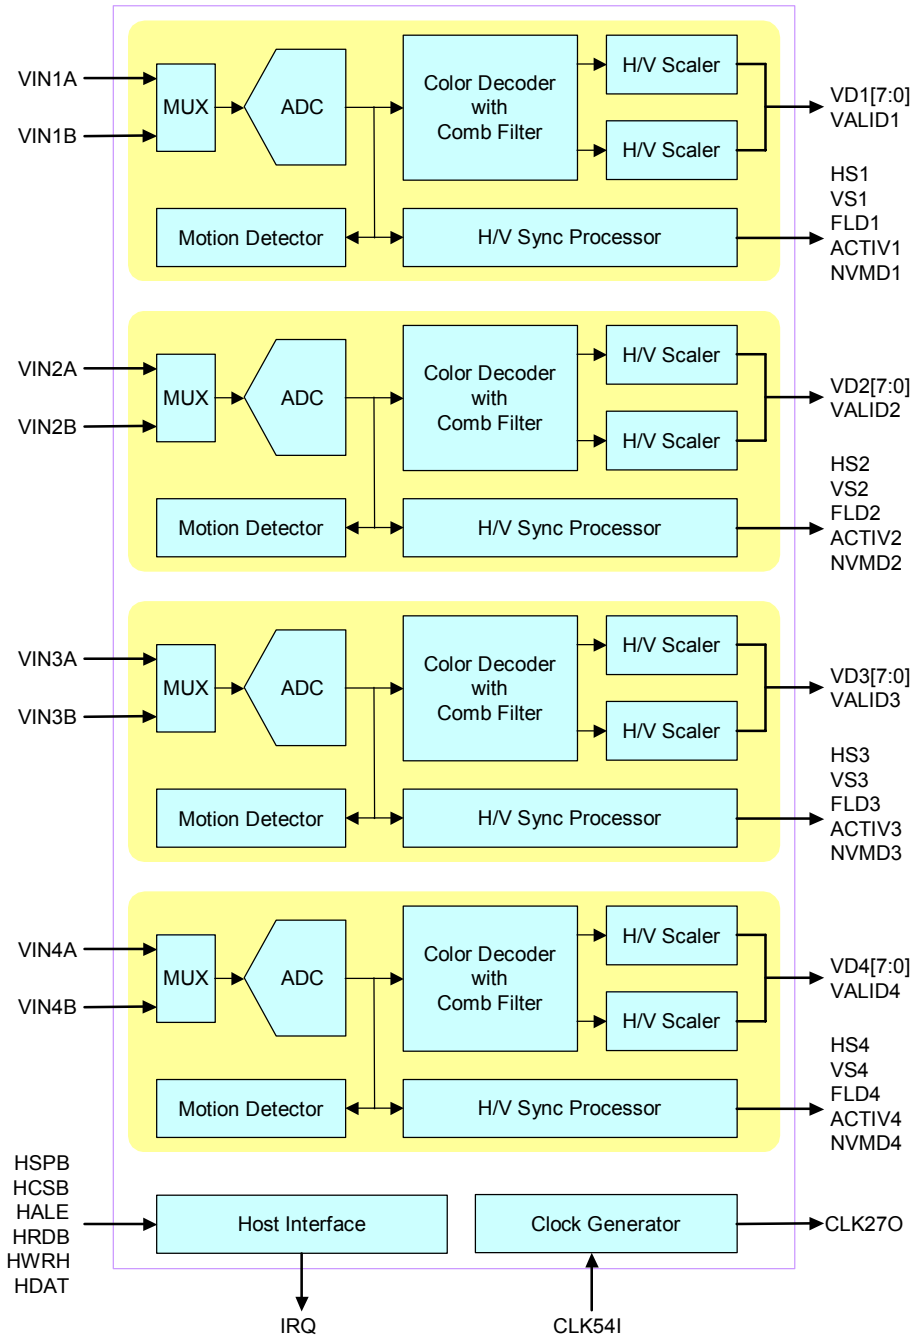 VIN1A
VIN1B
MUX
ADC
Color Decoder
with
Comb Filter
H/V Scaler
H/V Scaler
Motion Detector
H/V Sync Processor
VD1[7:0]
VALID1
HS1
VS1
FLD1
ACTIV1
NVMD1
VIN2A
VIN2B
MUX
ADC
Color Decoder
with
Comb Filter
H/V Scaler
H/V Scaler
Motion Detector
H/V Sync Processor
VD2[7:0]
VALID2
HS2
VS2
FLD2
ACTIV2
NVMD2
VIN3A
VIN3B
MUX
ADC
Color Decoder
with
Comb Filter
H/V Scaler
H/V Scaler
Motion Detector
H/V Sync Processor
VD3[7:0]
VALID3
HS3
VS3
FLD3
ACTIV3
NVMD3
VIN4A
VIN4B
MUX
ADC
Color Decoder
with
Comb Filter
H/V Scaler
H/V Scaler
Motion Detector
H/V Sync Processor
VD4[7:0]
VALID4
HS4
VS4
FLD4
ACTIV4
NVMD4
HSPB
HCSB
HALE
HRDB
HWRH
HDAT
Host Interface
Clock Generator
CLK27O
IRQ
CLK54I